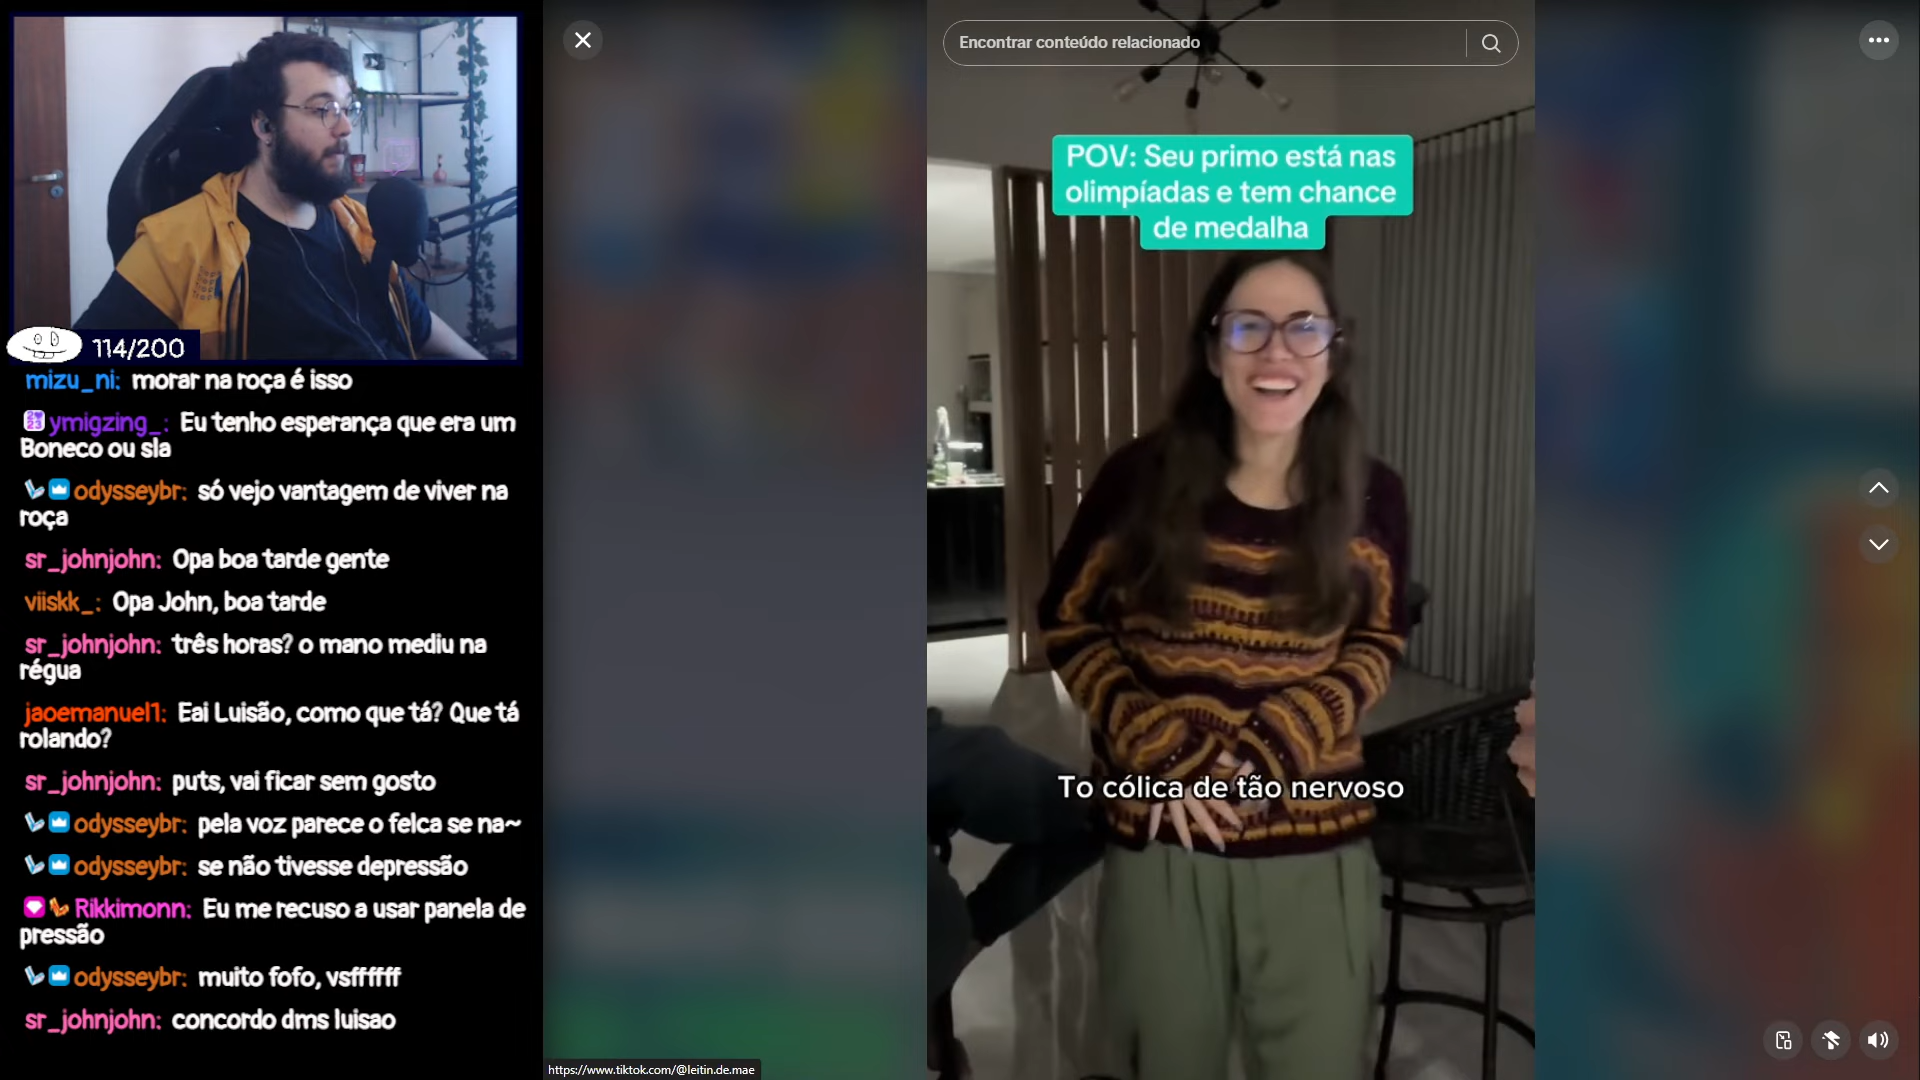 114/200
mizu_ni: morar na roça é isso
ymigzing_: Eu tenho esperança que era um
Boneco ou sla
odysseybr: só vejo vantagem de viver na
roça
sr_johnjohn: Opa boa tarde gente
viiskk_: Opa John, boa tarde
sr_johnjohn: três horas? o mano mediu na
régua
jaoemanuel1: Eai Luisão, como que tá? Que tá
rolando?
sr_johnjohn: puts, vai ficar sem gosto
odysseybr: pela voz parece o felca se na~
odysseybr: se não tivesse depressão
Rikkimonn: Eu me recuso a usar panela de
pressão
odysseybr: muito fofo, vsffffff
sr_johnjohn: concordo dms luisao
Encontrar conteúdo relacionado
POV: Seu primo está nas
olimpíadas e tem chance
de medalha
To cólica de tão nervoso
https://www.tiktok.com/@leitin.de.mae